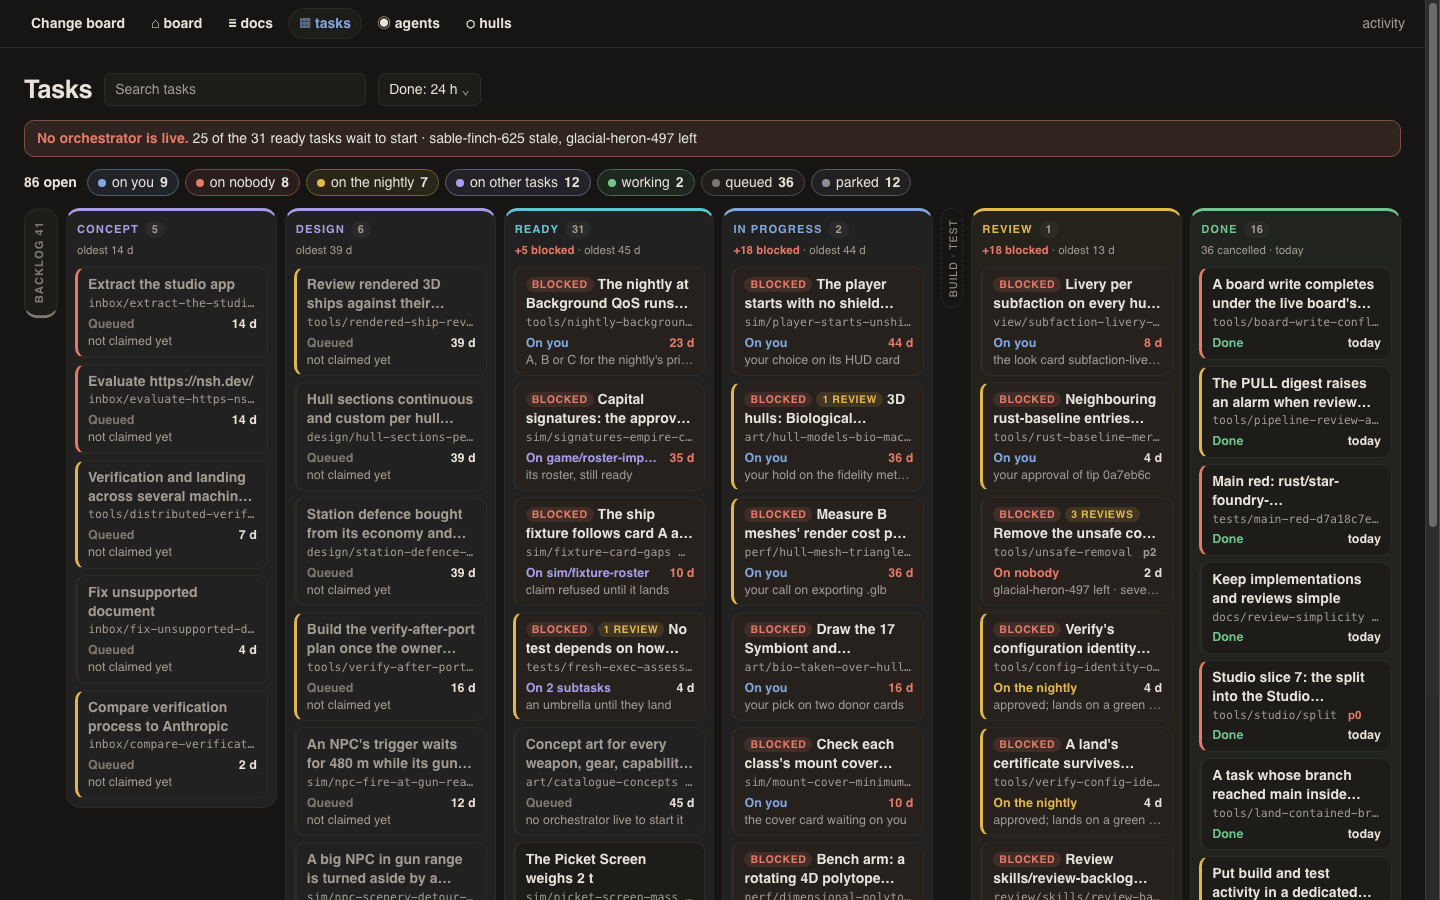 Change board
board
docs
tasks
agents
hulls
activity
Tasks
Search tasks
Done: 24 h
No orchestrator is live. 25 of the 31 ready tasks wait to start · sable-finch-625 stale, glacial-heron-497 left
86 open
on you 9
on nobody 8
on the nightly 7
on other tasks 12
working 2
queued 36
parked 12
BACKLOG 41
CONCEPT 5
oldest 14 d
Extract the studio app
inbox/extract-the-studi…
Queued 14 d
not claimed yet
Evaluate https://nsh.dev/
inbox/evaluate-https-ns…
Queued 14 d
not claimed yet
Verification and landing
across several machin…
tools/distributed-verif…
Queued 7 d
not claimed yet
Fix unsupported
document
inbox/fix-unsupported-d…
Queued 4 d
not claimed yet
Compare verification
process to Anthropic
inbox/compare-verificat…
Queued 2 d
not claimed yet
DESIGN 6
oldest 39 d
Review rendered 3D
ships against their…
tools/rendered-ship-rev…
Queued 39 d
not claimed yet
Hull sections continuous
and custom per hull…
design/hull-sections-pe…
Queued 39 d
not claimed yet
Station defence bought
from its economy and…
design/station-defence-…
Queued 39 d
not claimed yet
Build the verify-after-port
plan once the owner…
tools/verify-after-port…
Queued 16 d
not claimed yet
An NPC's trigger waits
for 480 m while its gun…
sim/npc-fire-at-gun-rea…
Queued 12 d
not claimed yet
A big NPC in gun range
is turned aside by a…
sim/npc-scenery-detour-…
READY 31
+5 blocked · oldest 45 d
BLOCKED The nightly at
Background QoS runs…
tools/nightly-backgroun…
On you 23 d
A, B or C for the nightly's pri…
BLOCKED Capital
signatures: the approv…
sim/signatures-empire-c…
On game/roster-imp… 35 d
its roster, still ready
BLOCKED The ship
fixture follows card A a…
sim/fixture-card-gaps …
On sim/fixture-roster 10 d
claim refused until it lands
BLOCKED 1 REVIEW No
test depends on how…
tests/fresh-exec-assess…
On 2 subtasks 4 d
an umbrella until they land
Concept art for every
weapon, gear, capabilit…
art/catalogue-concepts …
Queued 45 d
no orchestrator live to start it
The Picket Screen
weighs 2 t
sim/picket-screen-mass …
IN PROGRESS 2
+18 blocked · oldest 44 d
BLOCKED The player
starts with no shield…
sim/player-starts-unshi…
On you 44 d
your choice on its HUD card
BLOCKED 1 REVIEW 3D
hulls: Biological…
art/hull-models-bio-mac…
On you 36 d
your hold on the fidelity met…
BLOCKED Measure B
meshes' render cost p…
perf/hull-mesh-triangle…
On you 36 d
your call on exporting .glb
BLOCKED Draw the 17
Symbiont and…
art/bio-taken-over-hull…
On you 16 d
your pick on two donor cards
BLOCKED Check each
class's mount cover…
sim/mount-cover-minimum…
On you 10 d
the cover card waiting on you
BLOCKED Bench arm: a
rotating 4D polytope…
perf/dimensional-polyto…
BUILD · TEST
REVIEW 1
+18 blocked · oldest 13 d
BLOCKED Livery per
subfaction on every hu…
view/subfaction-livery-…
On you 8 d
the look card subfaction-live…
BLOCKED Neighbouring
rust-baseline entries…
tools/rust-baseline-mer…
On you 4 d
your approval of tip 0a7eb6c
BLOCKED 3 REVIEWS
Remove the unsafe co…
tools/unsafe-removal p2
On nobody 2 d
glacial-heron-497 left · seve…
BLOCKED Verify's
configuration identity…
tools/config-identity-o…
On the nightly 4 d
approved; lands on a green …
BLOCKED A land's
certificate survives…
tools/verify-config-ide…
On the nightly 4 d
approved; lands on a green …
BLOCKED Review
skills/review-backlog…
review/skills/review-ba…
DONE 16
36 cancelled · today
A board write completes
under the live board's…
tools/board-write-confl…
Done today
The PULL digest raises
an alarm when review…
tools/pipeline-review-a…
Done today
Main red: rust/star-
foundry-…
tests/main-red-d7a18c7e…
Done today
Keep implementations
and reviews simple
docs/review-simplicity …
Done today
Studio slice 7: the split
into the Studio…
tools/studio/split p0
Done today
A task whose branch
reached main inside…
tools/land-contained-br…
Done today
Put build and test
activity in a dedicated…